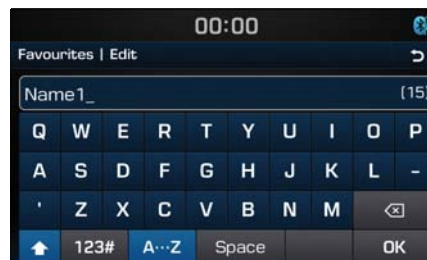 00:00
Favourites | Edit
Name1_ (15)
Q W E R T Y U I O P
A S D F G H J K L -
' Z X C V B N M
123# A···Z Space OK